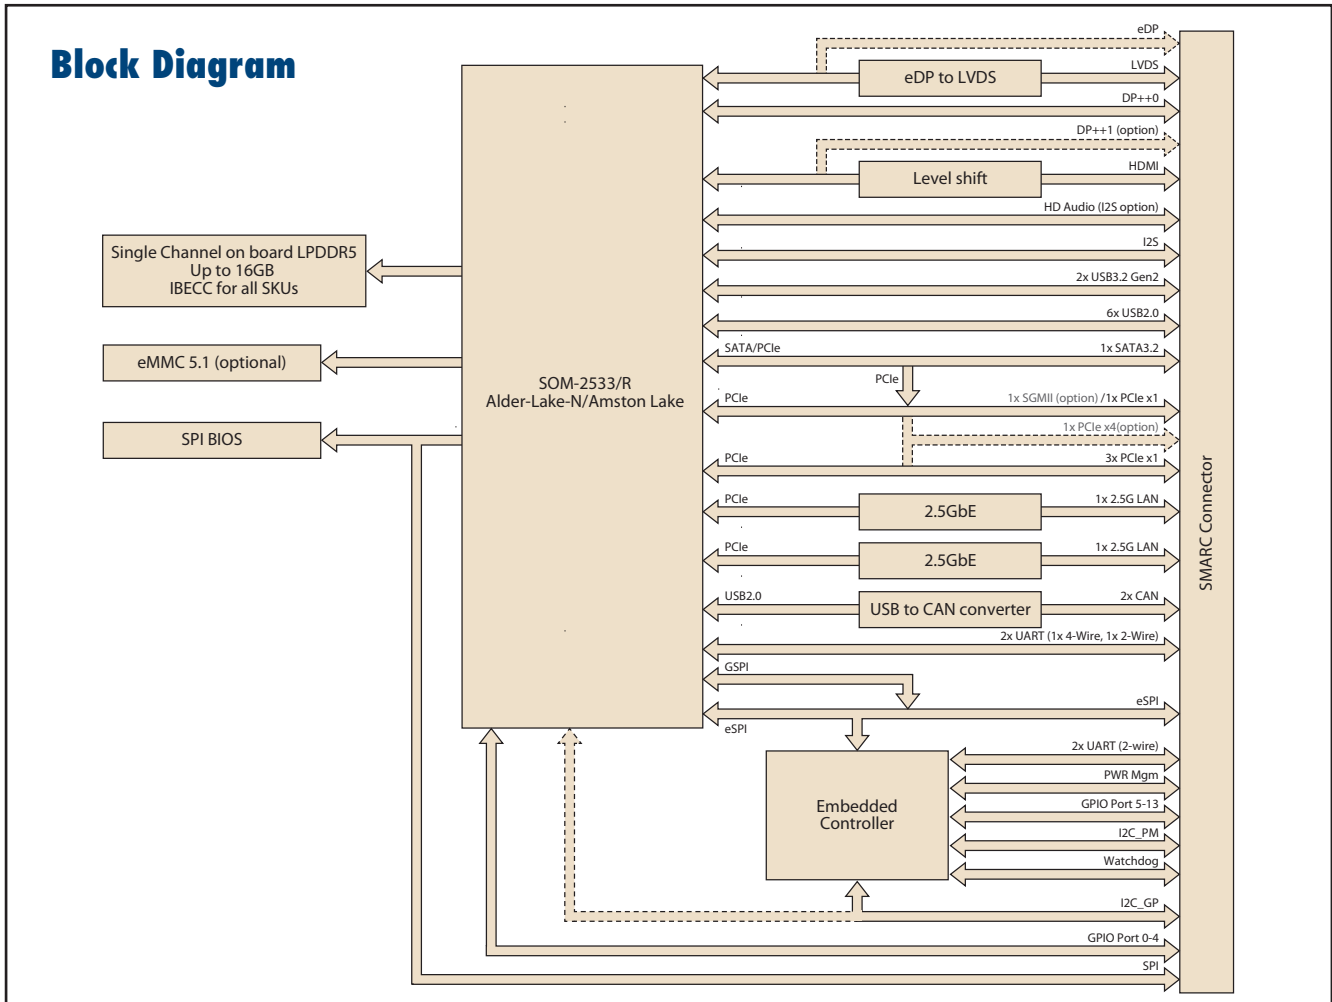 Block Diagram
eDP
LVDS
eDP to LVDS
DP++0
DP++1 (option)
HDMI
Level shift
HD Audio (I2S option)
I2S
2x USB3.2 Gen2
6x USB2.0
SATA/PCIe
1x SATA3.2
PCIe
PCIe
1x SGMII (option) /1x PCIe x1
1x PCIe x4(option)
PCIe
3x PCIe x1
PCIe
2.5GbE
1x 2.5G LAN
PCIe
2.5GbE
1x 2.5G LAN
USB2.0
USB to CAN converter
2x CAN
2x UART (1x 4-Wire, 1x 2-Wire)
GSPI
eSPI
eSPI
Single Channel on board LPDDR5
Up to 16GB
IBECC for all SKUs
eMMC 5.1 (optional)
SPI BIOS
SOM-2533/R
Alder-Lake-N/Amston Lake
SMARC Connector
Embedded
Controller
2x UART (2-wire)
PWR Mgm
GPIO Port 5-13
I2C_PM
Watchdog
I2C_GP
GPIO Port 0-4
SPI